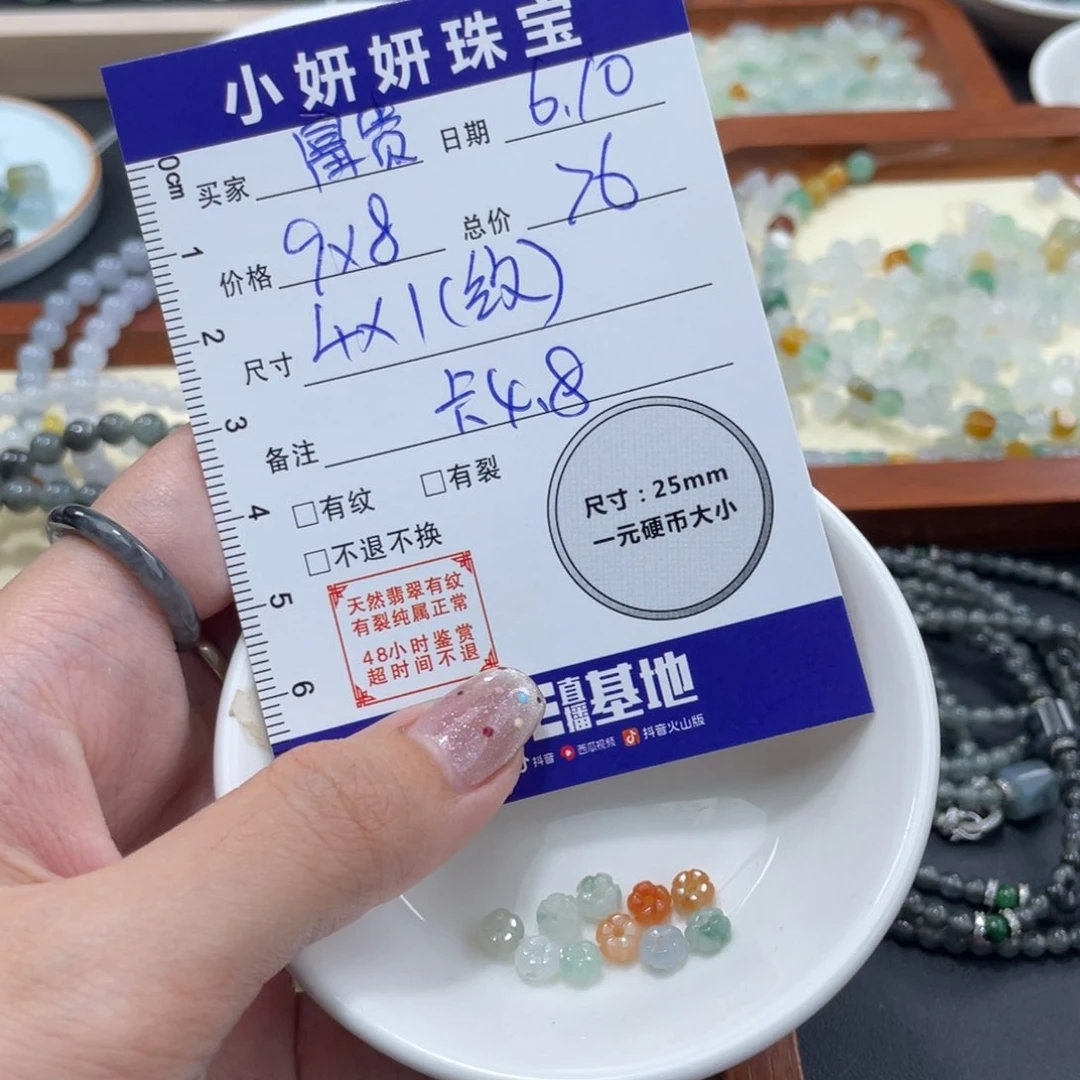 小妍妍珠宝
买家 富贵 日期 6.10
价格 9x8 总价 76
尺寸 4x1(纹)
备注 卡4.8
□有纹 □有裂
□不退不换
天然翡翠有纹
有裂纯属正常
48小时鉴赏
超时间不退
尺寸：25mm
一元硬币大小
直播基地
抖音 西瓜视频 抖音火山版
0cm
1
2
3
4
5
6